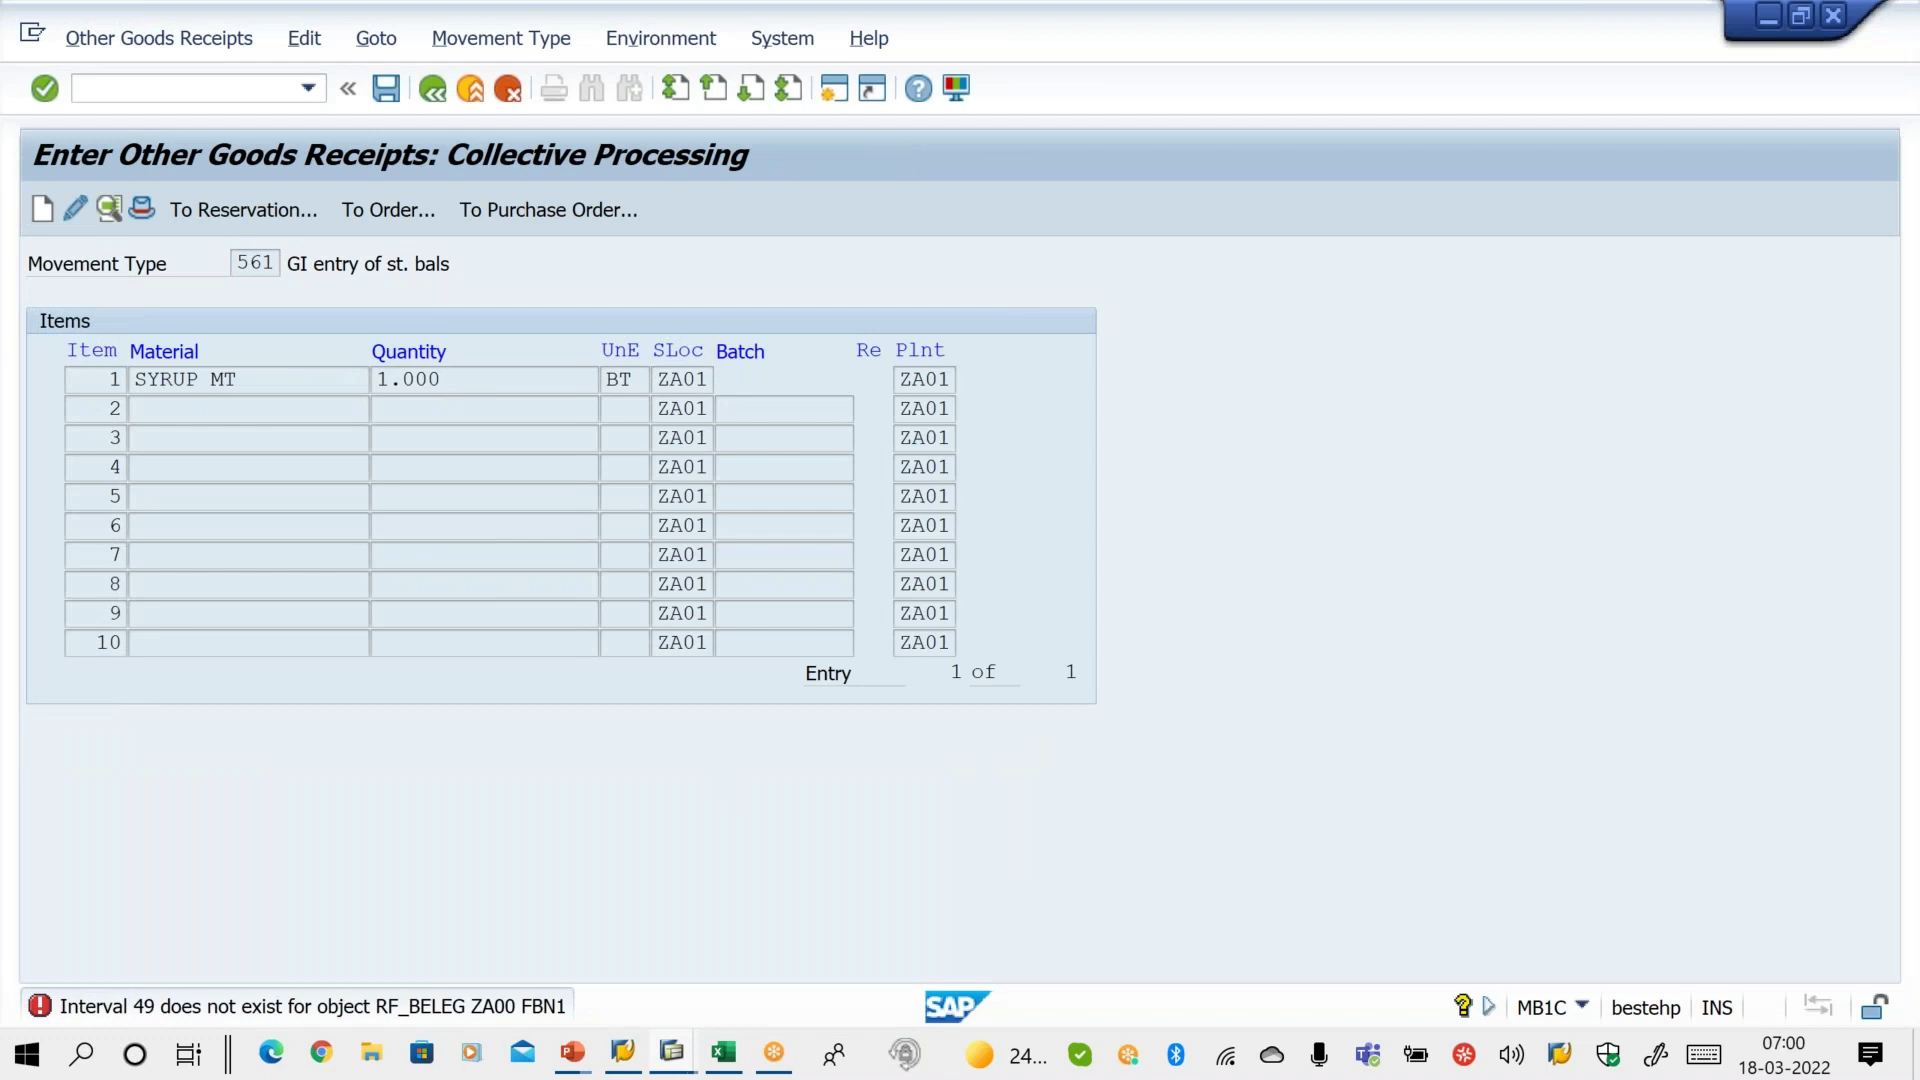 Other Goods Receipts Edit Goto Movement Type Environment System Help
Enter Other Goods Receipts: Collective Processing
To Reservation... To Order... To Purchase Order...
Movement Type 561 GI entry of st. bals
Items
Item Material Quantity UnE SLoc Batch Re Plnt
1 SYRUP MT 1.000 BT ZA01 ZA01
2 ZA01 ZA01
3 ZA01 ZA01
4 ZA01 ZA01
5 ZA01 ZA01
6 ZA01 ZA01
7 ZA01 ZA01
8 ZA01 ZA01
9 ZA01 ZA01
10 ZA01 ZA01
Entry 1 of 1
Interval 49 does not exist for object RF_BELEG ZA00 FBN1 SAP MB1C bestehp INS
24... 07:00
18-03-2022